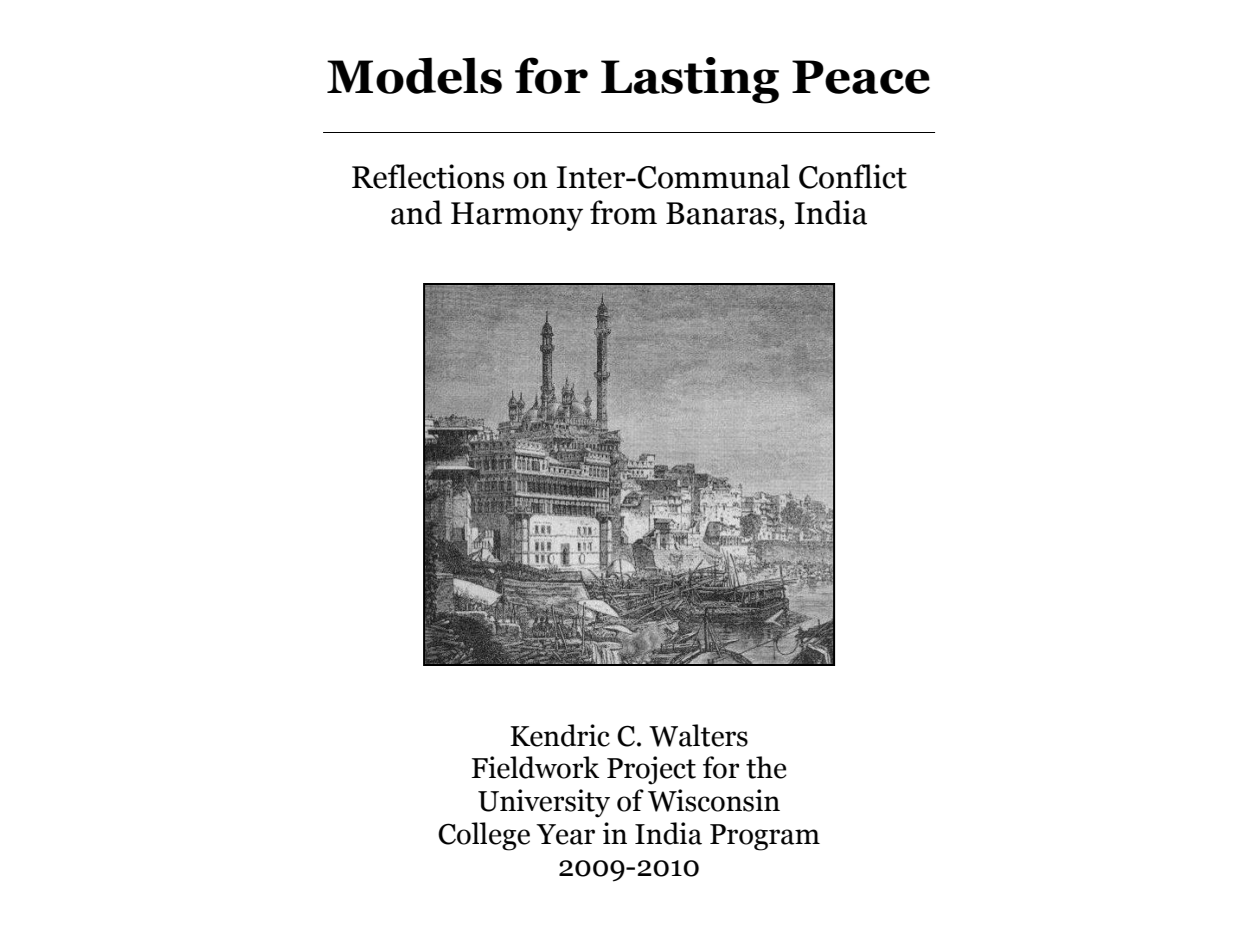 Models for Lasting Peace
Reflections on Inter-Communal Conflict
and Harmony from Banaras, India
Kendric C. Walters
Fieldwork Project for the
University of Wisconsin
College Year in India Program
2009-2010